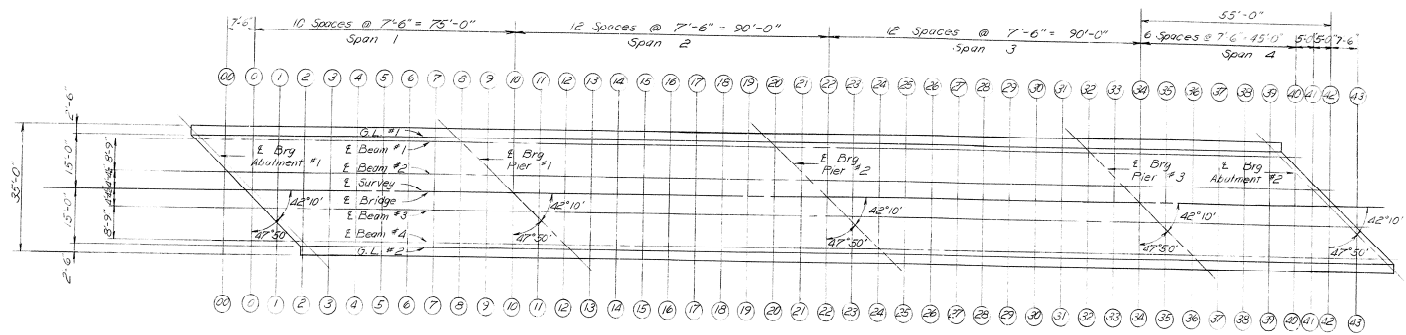 55'-0"
7'-6" 10 Spaces @ 7'-6" = 75'-0" 12 Spaces @ 7'-6" - 90'-0" 12 Spaces @ 7'-6" = 90'-0" 6 Spaces @ 7'-6" - 45'-0" 5'-0" 5'-0" 7'-6"
Span 1 Span 2 Span 3 Span 4
00 0 1 2 3 4 5 6 7 8 9 10 11 12 13 14 15 16 17 18 19 20 21 22 23 24 25 26 27 28 29 30 31 32 33 34 35 36 37 38 39 40 41 42 43
2'-6"
35'-0"
15'-0"
15'-0"
2'-6"
8'-9"
8'-9"
G.L. #1
℄ Beam #1
℄ Beam #2
℄ Survey
℄ Bridge
℄ Beam #3
℄ Beam #4
G.L. #2
℄ Brg
Abutment #1
℄ Brg
Pier #1
℄ Brg
Pier #2
℄ Brg
Pier #3
℄ Brg
Abutment #2
42°10' 42°10' 42°10' 42°10' 42°10'
47°50' 47°50' 47°50' 47°50' 47°50'
00 0 1 2 3 4 5 6 7 8 9 10 11 12 13 14 15 16 17 18 19 20 21 22 23 24 25 26 27 28 29 30 31 32 33 34 35 36 37 38 39 40 41 42 43